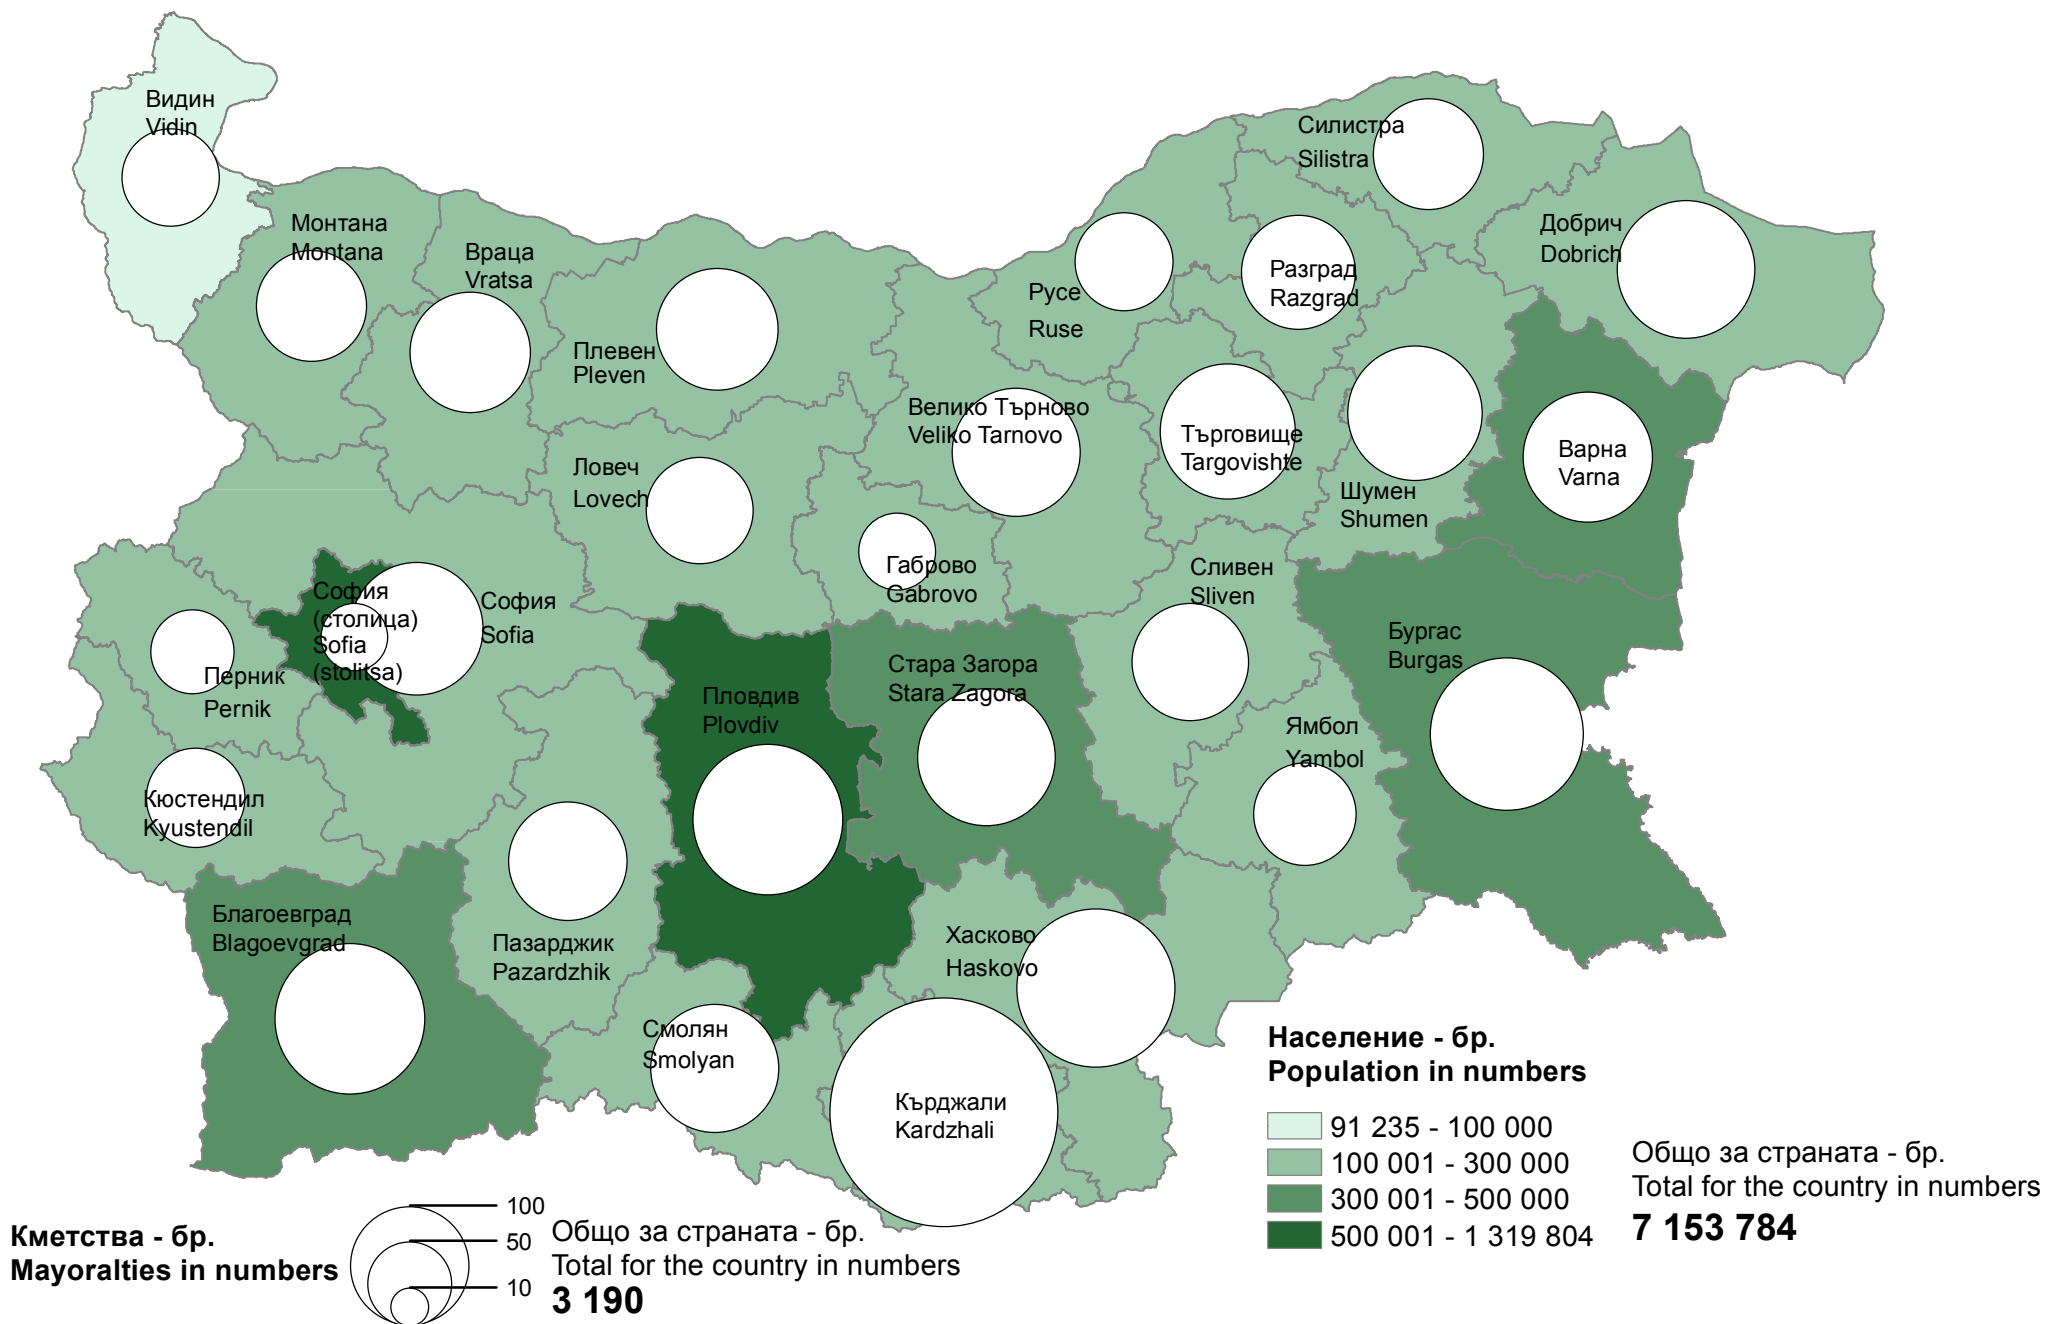 Видин
Vidin
Монтана
Montana
Враца
Vratsa
Плевен
Pleven
Ловеч
Lovech
Велико Търново
Veliko Tarnovo
Габрово
Gabrovo
Русе
Ruse
Разград
Razgrad
Силистра
Silistra
Добрич
Dobrich
Търговище
Targovishte
Шумен
Shumen
Варна
Varna
София
(столица)
Sofia
(stolitsa)
София
Sofia
Перник
Pernik
Кюстендил
Kyustendil
Благоевград
Blagoevgrad
Пазарджик
Pazardzhik
Пловдив
Plovdiv
Стара Загора
Stara Zagora
Сливен
Sliven
Ямбол
Yambol
Бургас
Burgas
Смолян
Smolyan
Хасково
Haskovo
Кърджали
Kardzhali
Население - бр.
Population in numbers
91 235 - 100 000
100 001 - 300 000
300 001 - 500 000
500 001 - 1 319 804
Общо за страната - бр.
Total for the country in numbers
7 153 784
Кметства - бр.
Mayoralties in numbers
100
50
10
Общо за страната - бр.
Total for the country in numbers
3 190